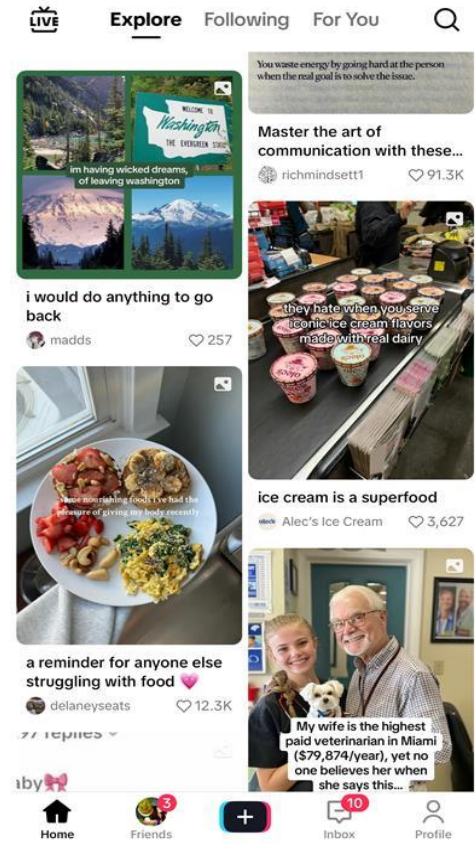 LIVE
Explore
Following
For You
WELCOME TO
Washington
THE EVERGREEN STATE
im having wicked dreams,
of leaving washington
i would do anything to go
back
madds
257
some nourishing foods i've had the
pleasure of giving my body recently
a reminder for anyone else
struggling with food 💗
delaneyseats
12.3K
97 replies
aby🎀
You waste energy by going hard at the person
when the real goal is to solve the issue.
Master the art of
communication with these...
richmindsett1
91.3K
they hate when you serve
iconic ice cream flavors
made with real dairy
ice cream is a superfood
Alec's Ice Cream
3,627
My wife is the highest
paid veterinarian in Miami
($79,874/year), yet no
one believes her when
she says this...
Home
3
Friends
10
Inbox
Profile